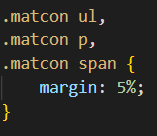 .matcon ul,
.matcon p,
.matcon span {
    margin: 5%;
}